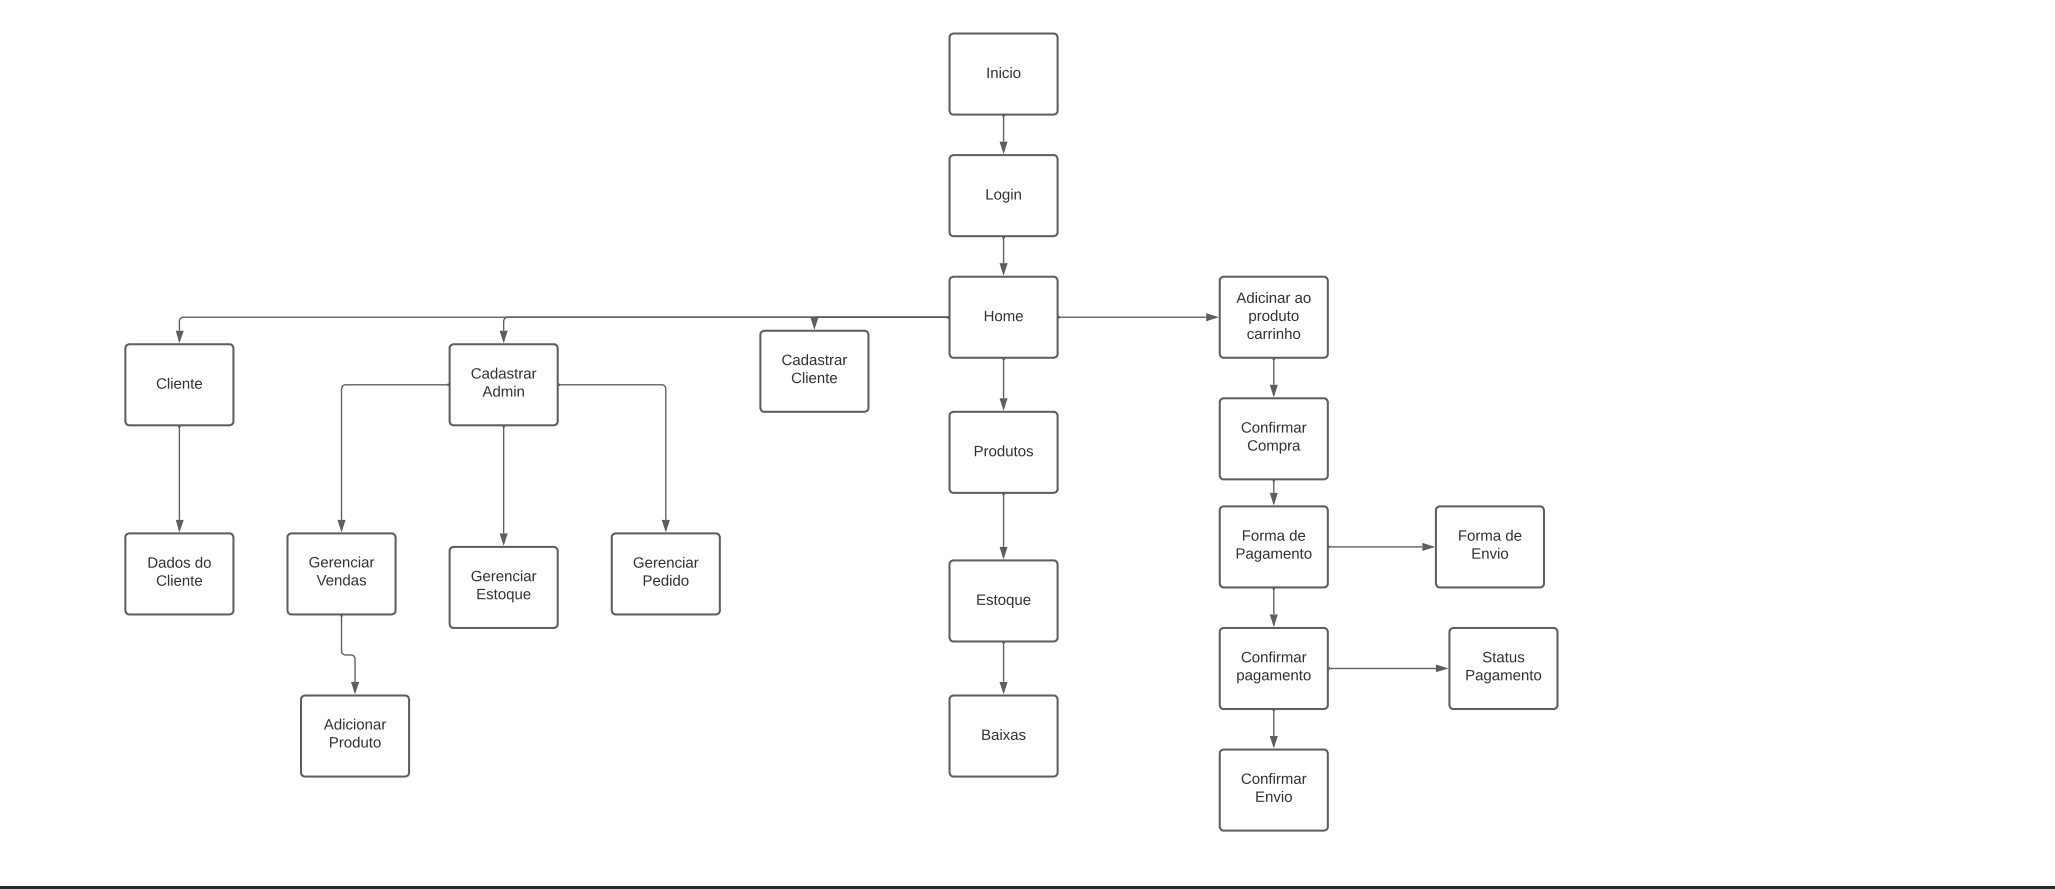 Inicio
Login
Home
Adicinar ao
produto
carrinho
Cliente
Cadastrar
Admin
Cadastrar
Cliente
Produtos
Confirmar
Compra
Dados do
Cliente
Gerenciar
Vendas
Gerenciar
Estoque
Gerenciar
Pedido
Estoque
Forma de
Pagamento
Forma de
Envio
Confirmar
pagamento
Status
Pagamento
Adicionar
Produto
Baixas
Confirmar
Envio